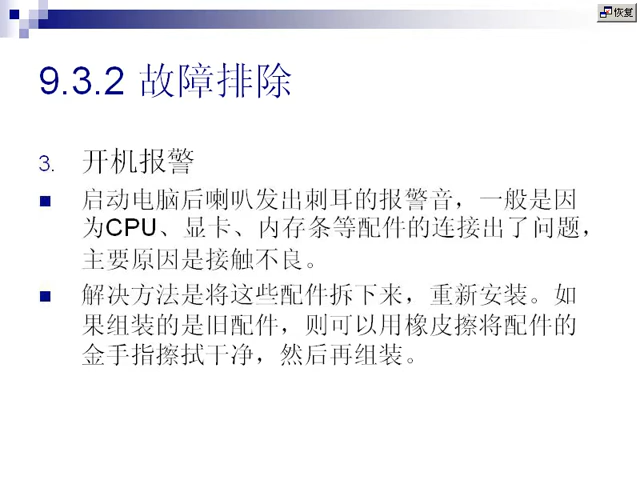 恢复
9.3.2 故障排除
3. 开机报警
启动电脑后喇叭发出刺耳的报警音，一般是因
为CPU、显卡、内存条等配件的连接出了问题，
主要原因是接触不良。
解决方法是将这些配件拆下来，重新安装。如
果组装的是旧配件，则可以用橡皮擦将配件的
金手指擦拭干净，然后再组装。